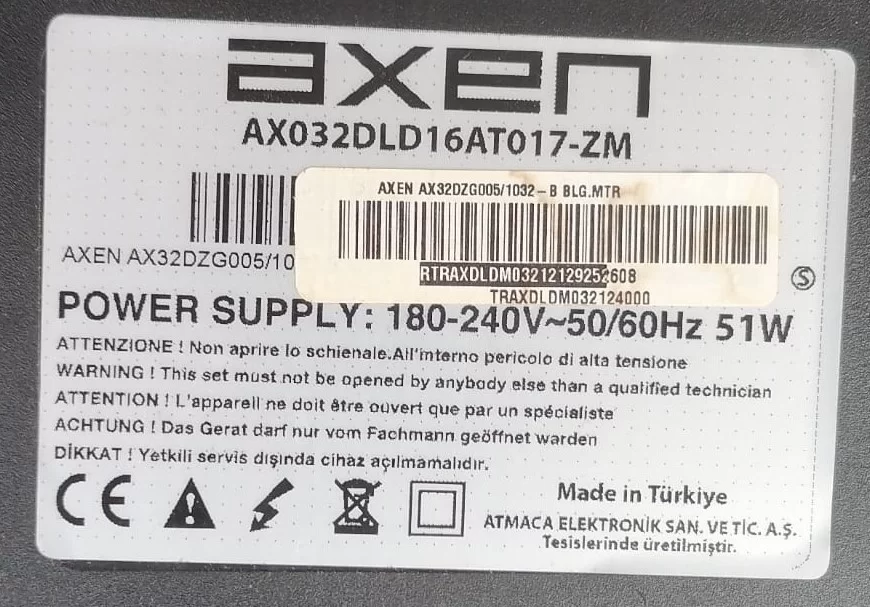 axen
AX032DLD16AT017-ZM
AXEN AX32DZG005/1032-B BLG.MTR
RTRAXDLDM03212129252608
TRAXDLDM032124000
AXEN AX32DZG005/10
S
POWER SUPPLY: 180-240V~50/60Hz 51W
ATTENZIONE ! Non aprire lo schienale.All'interno pericolo di alta tensione
WARNING ! This set must not be opened by anybody else than a qualified technician
ATTENTION ! L'appareil ne doit être ouvert que par un spécialiste
ACHTUNG ! Das Gerat darf nur vom Fachmann geöffnet warden
DİKKAT ! Yetkili servis dışında cihaz açılmamalıdır.
CE
Made in Türkiye
ATMACA ELEKTRONİK SAN. VE TİC. A.Ş.
Tesislerinde üretilmiştir.